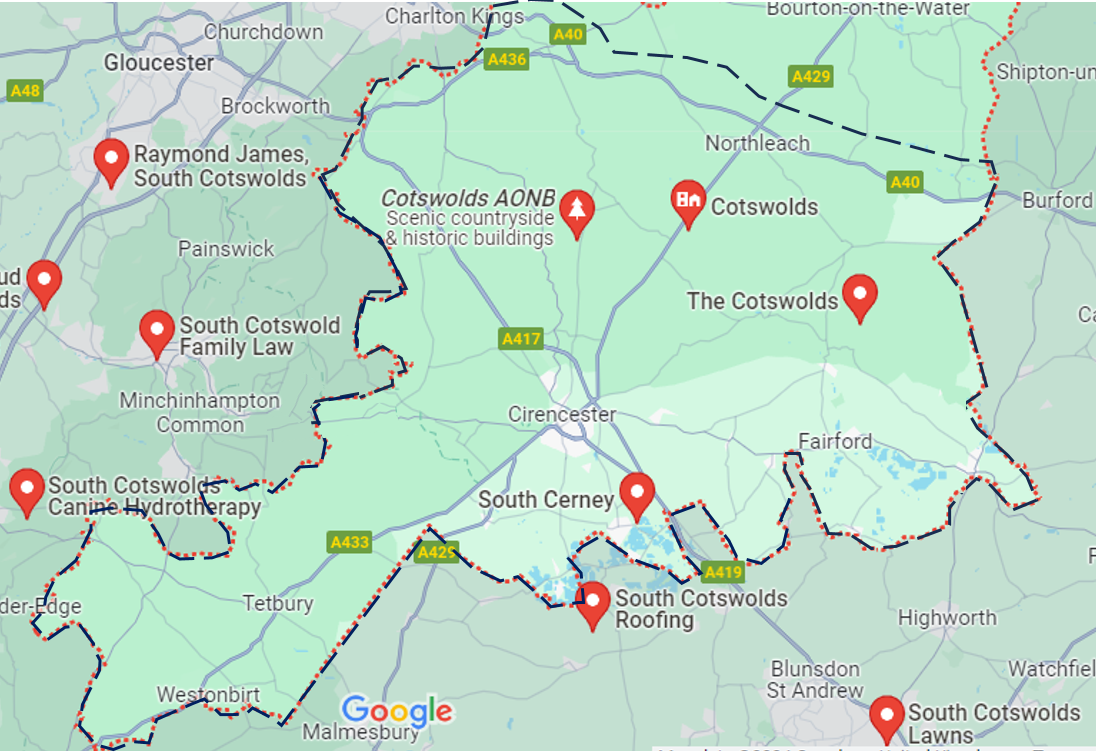 Charlton Kings
Bourton-on-the-Water
Churchdown
A40
Gloucester
A436
A429
Shipton-un
A48
Brockworth
Northleach
Raymond James,
South Cotswolds
A40
Cotswolds AONB
Scenic countryside
& historic buildings
Cotswolds
Burford
Painswick
ud
ds
The Cotswolds
South Cotswold
Family Law
A417
Minchinhampton
Common
Cirencester
Fairford
South Cotswolds
Canine Hydrotherapy
South Cerney
A433
A429
A419
der-Edge
Tetbury
South Cotswolds
Roofing
Highworth
Blunsdon
St Andrew
Watchfiel
Westonbirt
Google
Malmesbury
South Cotswolds
Lawns